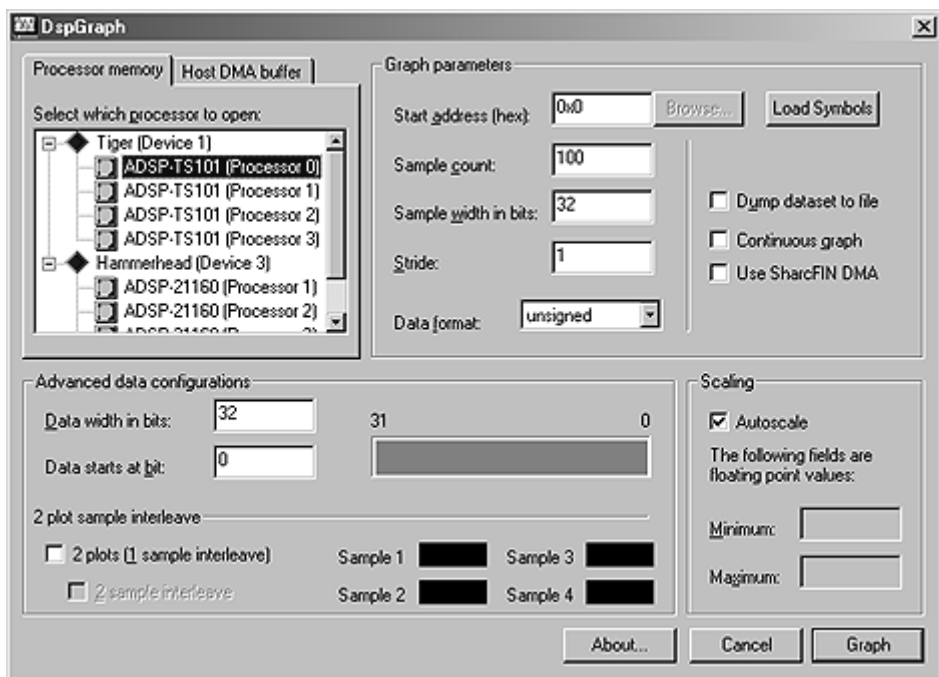 DspGraph
Processor memory
Host DMA buffer
Select which processor to open:
Tiger (Device 1)
ADSP-TS101 (Processor 0)
ADSP-TS101 (Processor 1)
ADSP-TS101 (Processor 2)
ADSP-TS101 (Processor 3)
Hammerhead (Device 3)
ADSP-21160 (Processor 1)
ADSP-21160 (Processor 2)
Graph parameters
Start address (hex): 0x0 Browse... Load Symbols
Sample count: 100
Sample width in bits: 32
Stride: 1
Data format: unsigned
Dump dataset to file
Continuous graph
Use SharcFIN DMA
Advanced data configurations
Data width in bits: 32
Data starts at bit: 0
31 0
2 plot sample interleave
2 plots (1 sample interleave)
2 sample interleave
Sample 1 Sample 3
Sample 2 Sample 4
Scaling
Autoscale
The following fields are
floating point values:
Minimum:
Maximum:
About... Cancel Graph